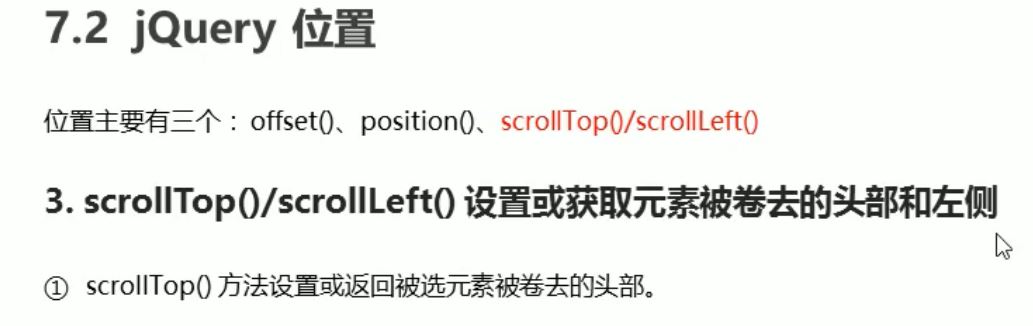 7.2 jQuery 位置
位置主要有三个：offset()、position()、scrollTop()/scrollLeft()
3. scrollTop()/scrollLeft() 设置或获取元素被卷去的头部和左侧
① scrollTop() 方法设置或返回被选元素被卷去的头部。